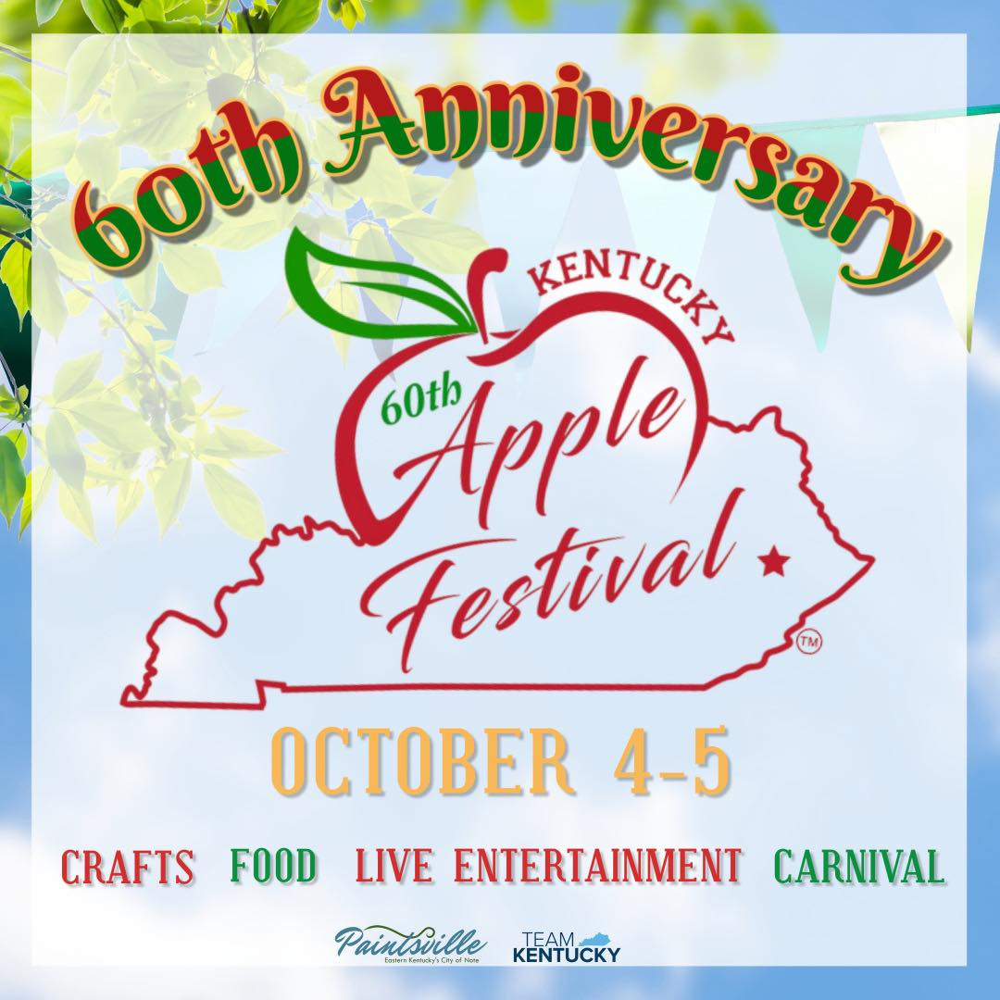 60th Anniversary
KENTUCKY
60th
Apple
Festival
TM
OCTOBER 4-5
CRAFTS FOOD LIVE ENTERTAINMENT CARNIVAL
Paintsville
Eastern Kentucky's City of Note
TEAM
KENTUCKY